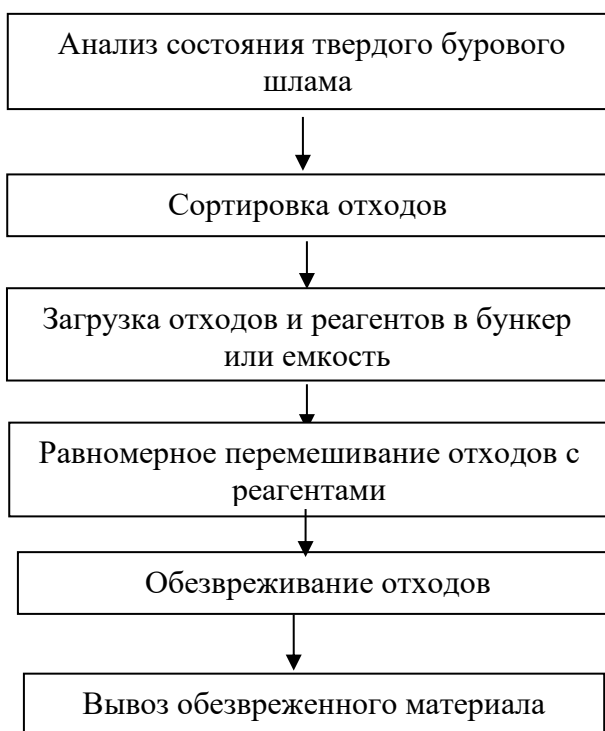 Анализ состояния твердого бурового
шлама
Сортировка отходов
Загрузка отходов и реагентов в бункер
или емкость
Равномерное перемешивание отходов с
реагентами
Обезвреживание отходов
Вывоз обезвреженного материала